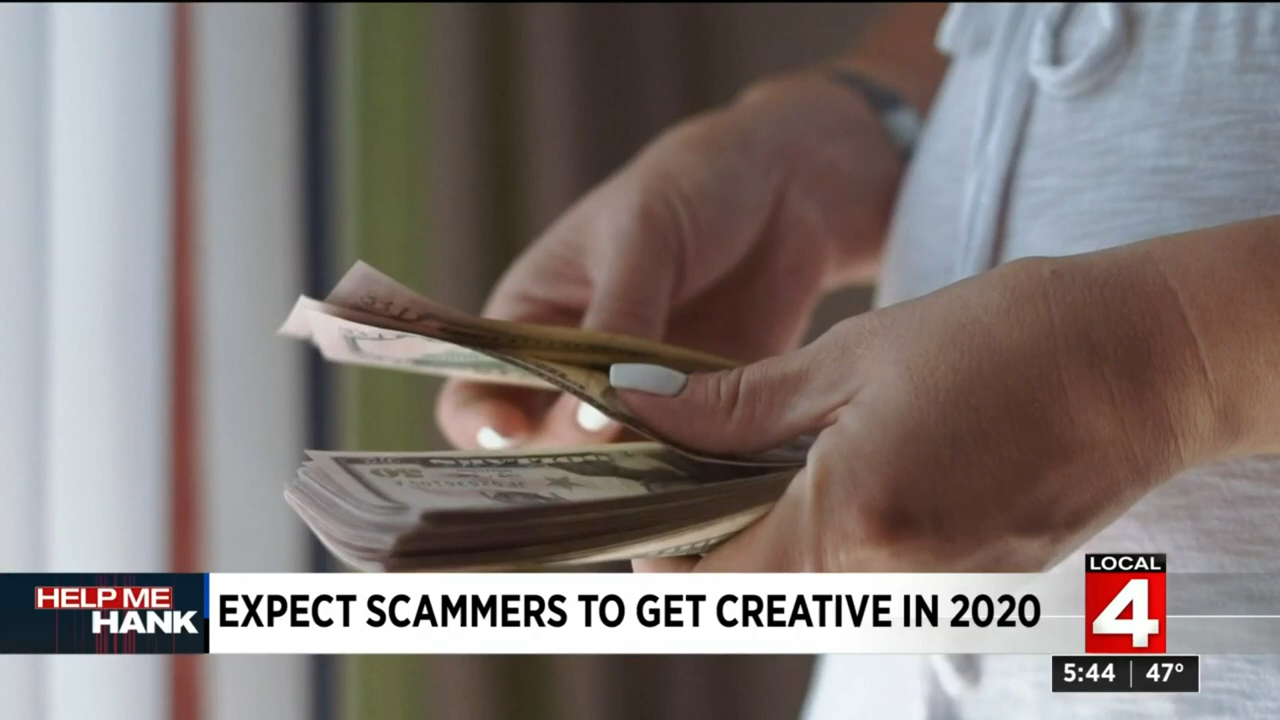 HELP ME
HANK
EXPECT SCAMMERS TO GET CREATIVE IN 2020
LOCAL
4
5:44 47°